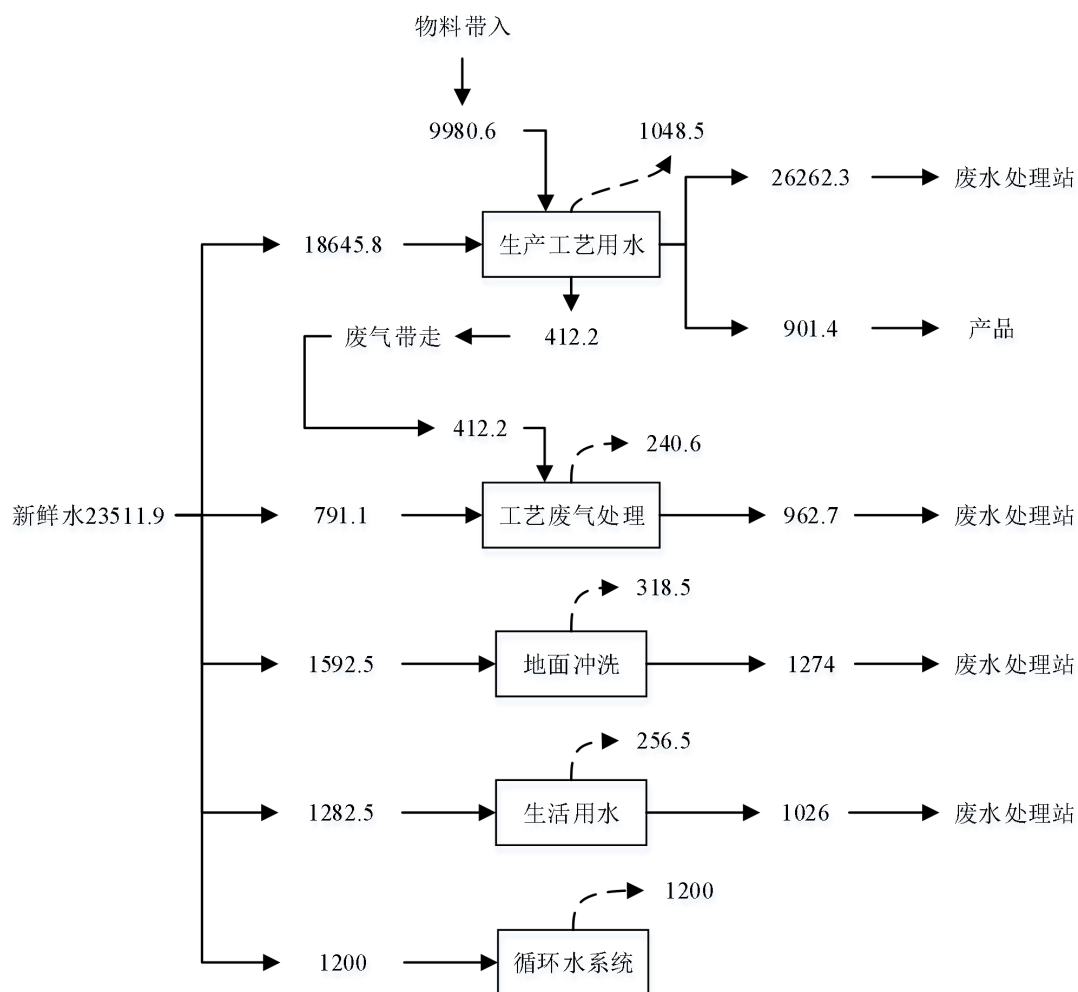 物料带入
9980.6
1048.5
26262.3
废水处理站
18645.8
生产工艺用水
废气带走
412.2
901.4
产品
412.2
240.6
新鲜水23511.9
791.1
工艺废气处理
962.7
废水处理站
318.5
1592.5
地面冲洗
1274
废水处理站
256.5
1282.5
生活用水
1026
废水处理站
1200
1200
循环水系统